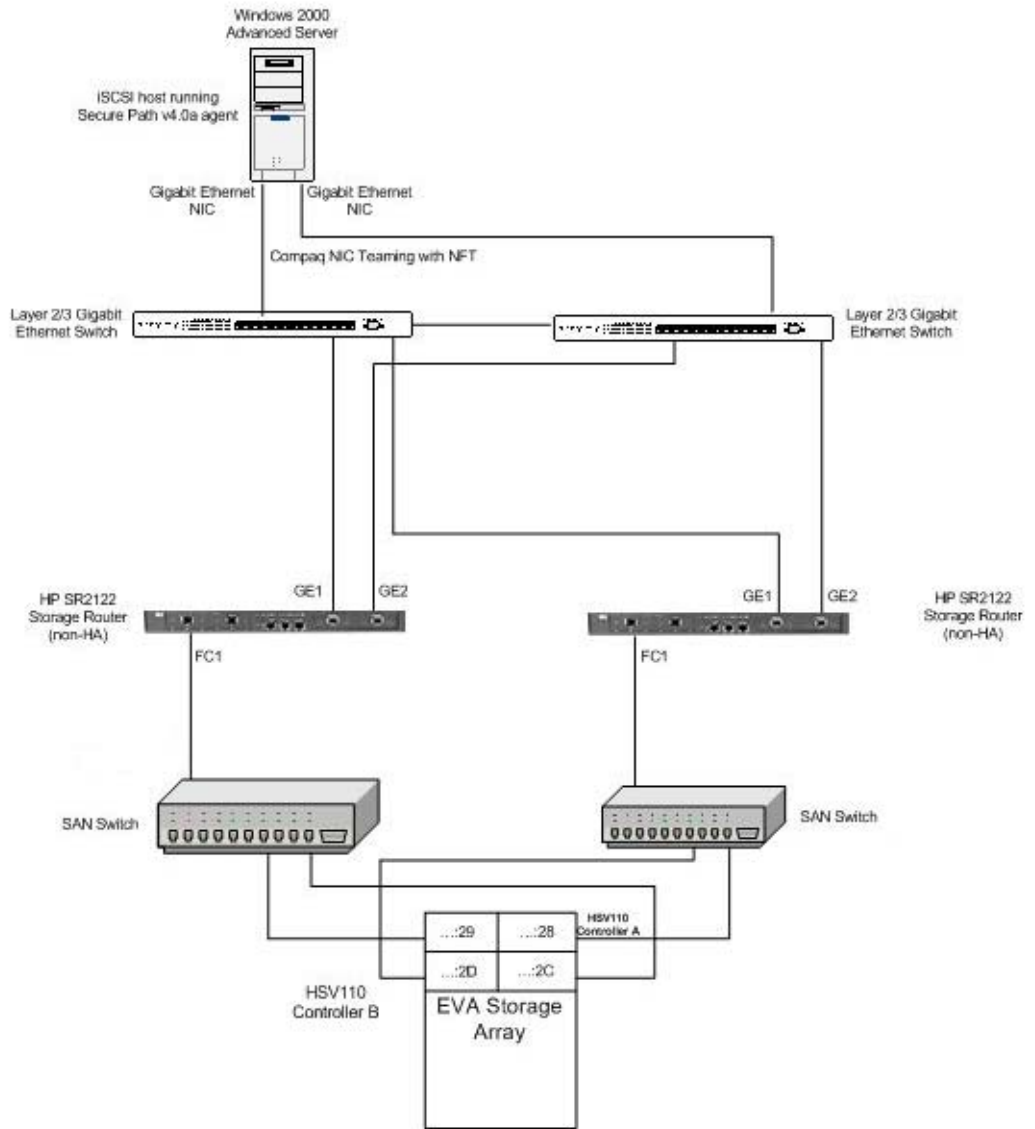 Windows 2000
Advanced Server
iSCSI host running
Secure Path v4.0a agent
Gigabit Ethernet
NIC
Gigabit Ethernet
NIC
Compaq NIC Teaming with NFT
Layer 2/3 Gigabit
Ethernet Switch
Layer 2/3 Gigabit
Ethernet Switch
HP SR2122
Storage Router
(non-HA)
GE1
GE2
GE1
GE2
HP SR2122
Storage Router
(non-HA)
FC1
FC1
SAN Switch
SAN Switch
...:29
...:28
HSV110
Controller A
...:2D
...:2C
HSV110
Controller B
EVA Storage
Array